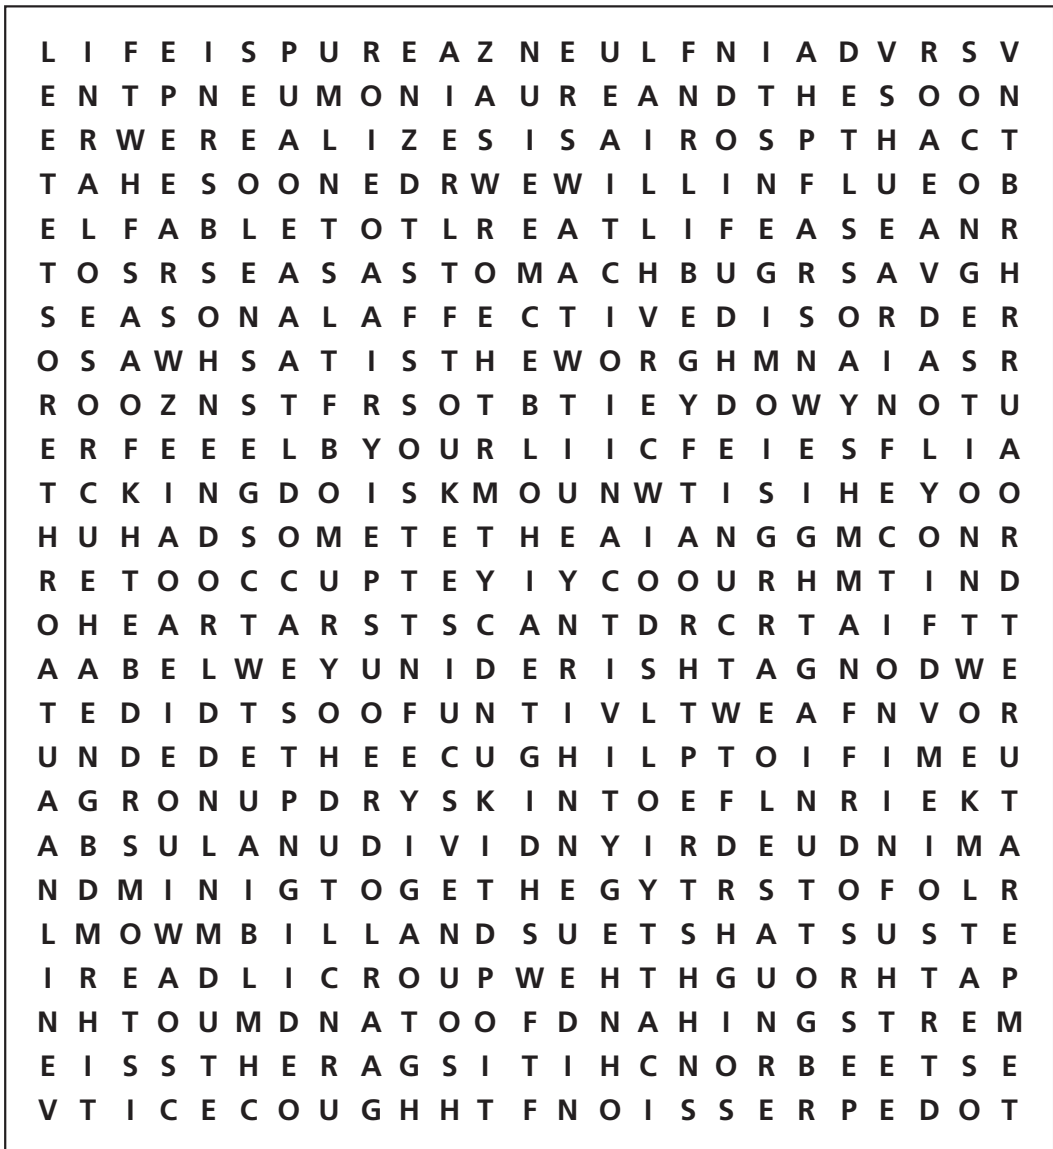 L I F E I S P U R E A Z N E U L F N I A D V R S V
E N T P N E U M O N I A U R E A N D T H E S O O N
E R W E R E A L I Z E S I S A I R O S P T H A C T
T A H E S O O N E D R W E W I L L I N F L U E O B
E L F A B L E T O T L R E A T L I F E A S E A N R
T O S R S E A S A S T O M A C H B U G R S A V G H
S E A S O N A L A F F E C T I V E D I S O R D E R
O S A W H S A T I S T H E W O R G H M N A I A S R
R O O Z N S T F R S O T B T I E Y D O W Y N O T U
E R F E E E L B Y O U R L I I C F E I E S F L I A
T C K I N G D O I S K M O U N W T I S I H E Y O O
H U H A D S O M E T E T H E A I A N G G M C O N R
R E T O O C C U P T E Y I Y C O O U R H M T I N D
O H E A R T A R S T S C A N T D R C R T A I F T T
A A B E L W E Y U N I D E R I S H T A G N O D W E
T E D I D T S O O F U N T I V L T W E A F N V O R
U N D E D E T H E E C U G H I L P T O I F I M E U
A G R O N U P D R Y S K I N T O E F L N R I E K T
A B S U L A N U D I V I D N Y I R D E U D N I M A
N D M I N I G T O G E T H E G Y T R S T O F O L R
L M O W M B I L L A N D S U E T S H A T S U S T E
I R E A D L I C R O U P W E H T H G U O R H T A P
N H T O U M D N A T O O F D N A H I N G S T R E M
E I S S T H E R A G S I T I H C N O R B E E T S E
V T I C E C O U G H H T F N O I S S E R P E D O T